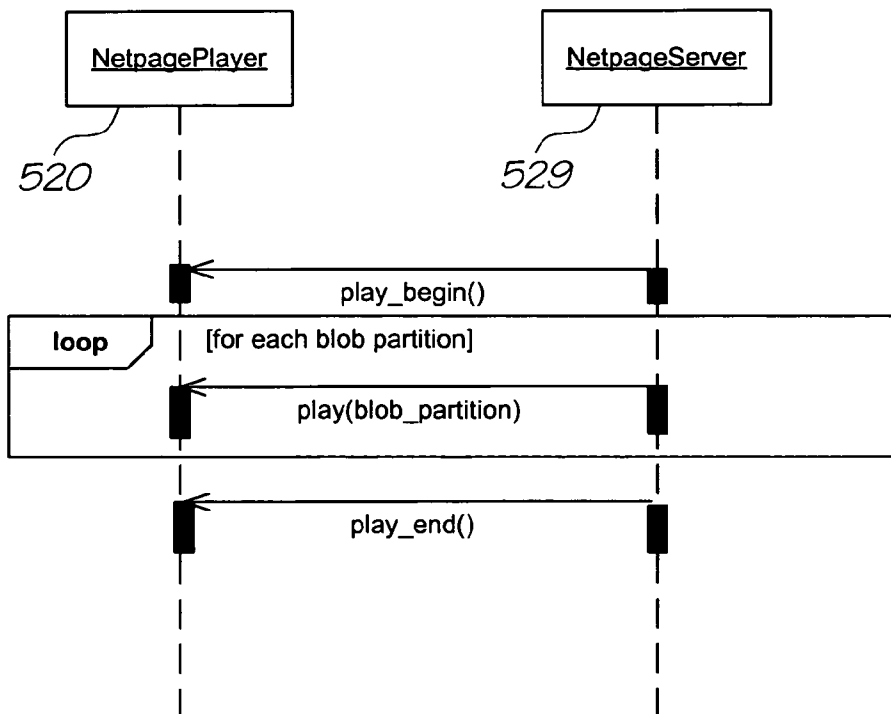 NetpagePlayer
NetpageServer
520
529
play_begin()
loop
[for each blob partition]
play(blob_partition)
play_end()